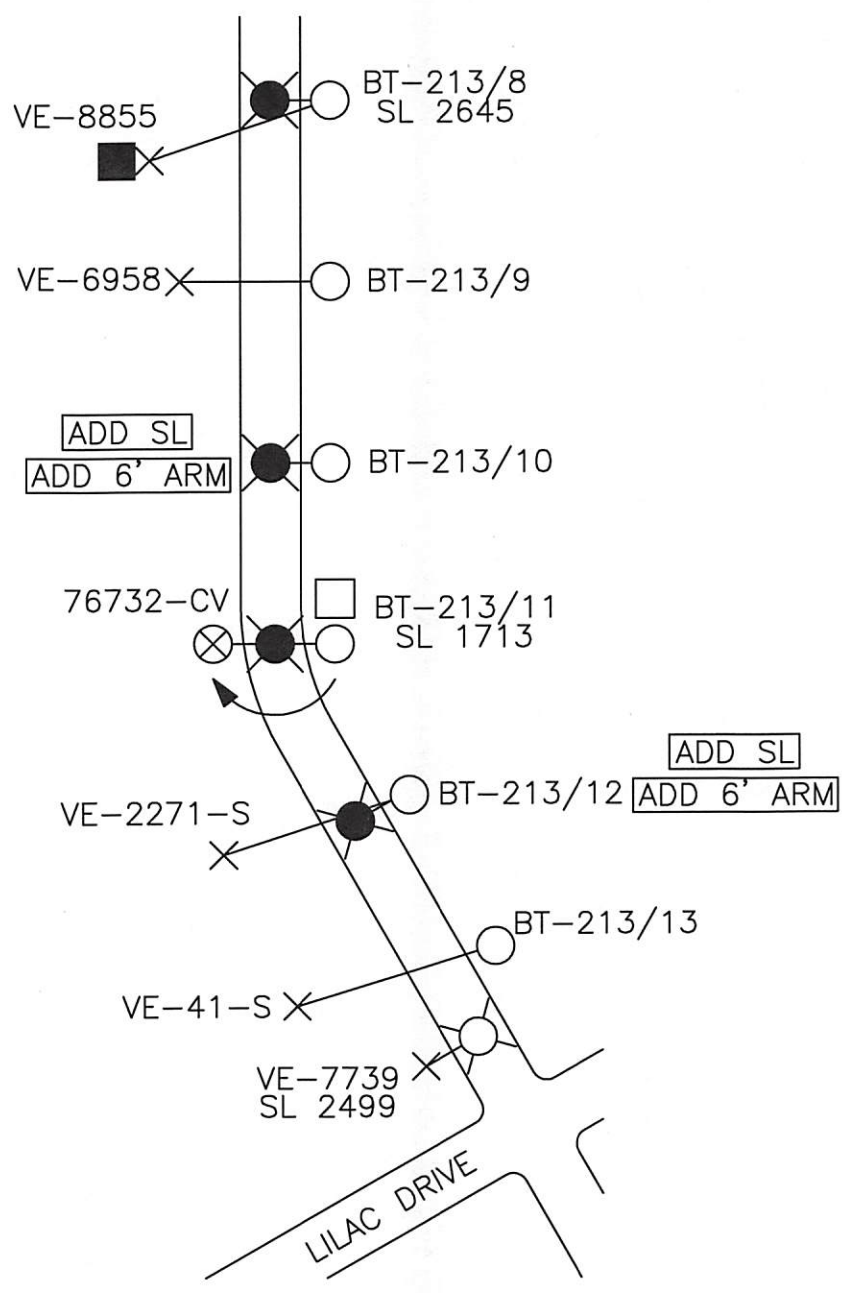 BT-213/8
SL 2645
VE-8855
VE-6958
BT-213/9
ADD SL
ADD 6' ARM
BT-213/10
76732-CV
BT-213/11
SL 1713
ADD SL
BT-213/12
ADD 6' ARM
VE-2271-S
BT-213/13
VE-41-S
VE-7739
SL 2499
LILAC DRIVE